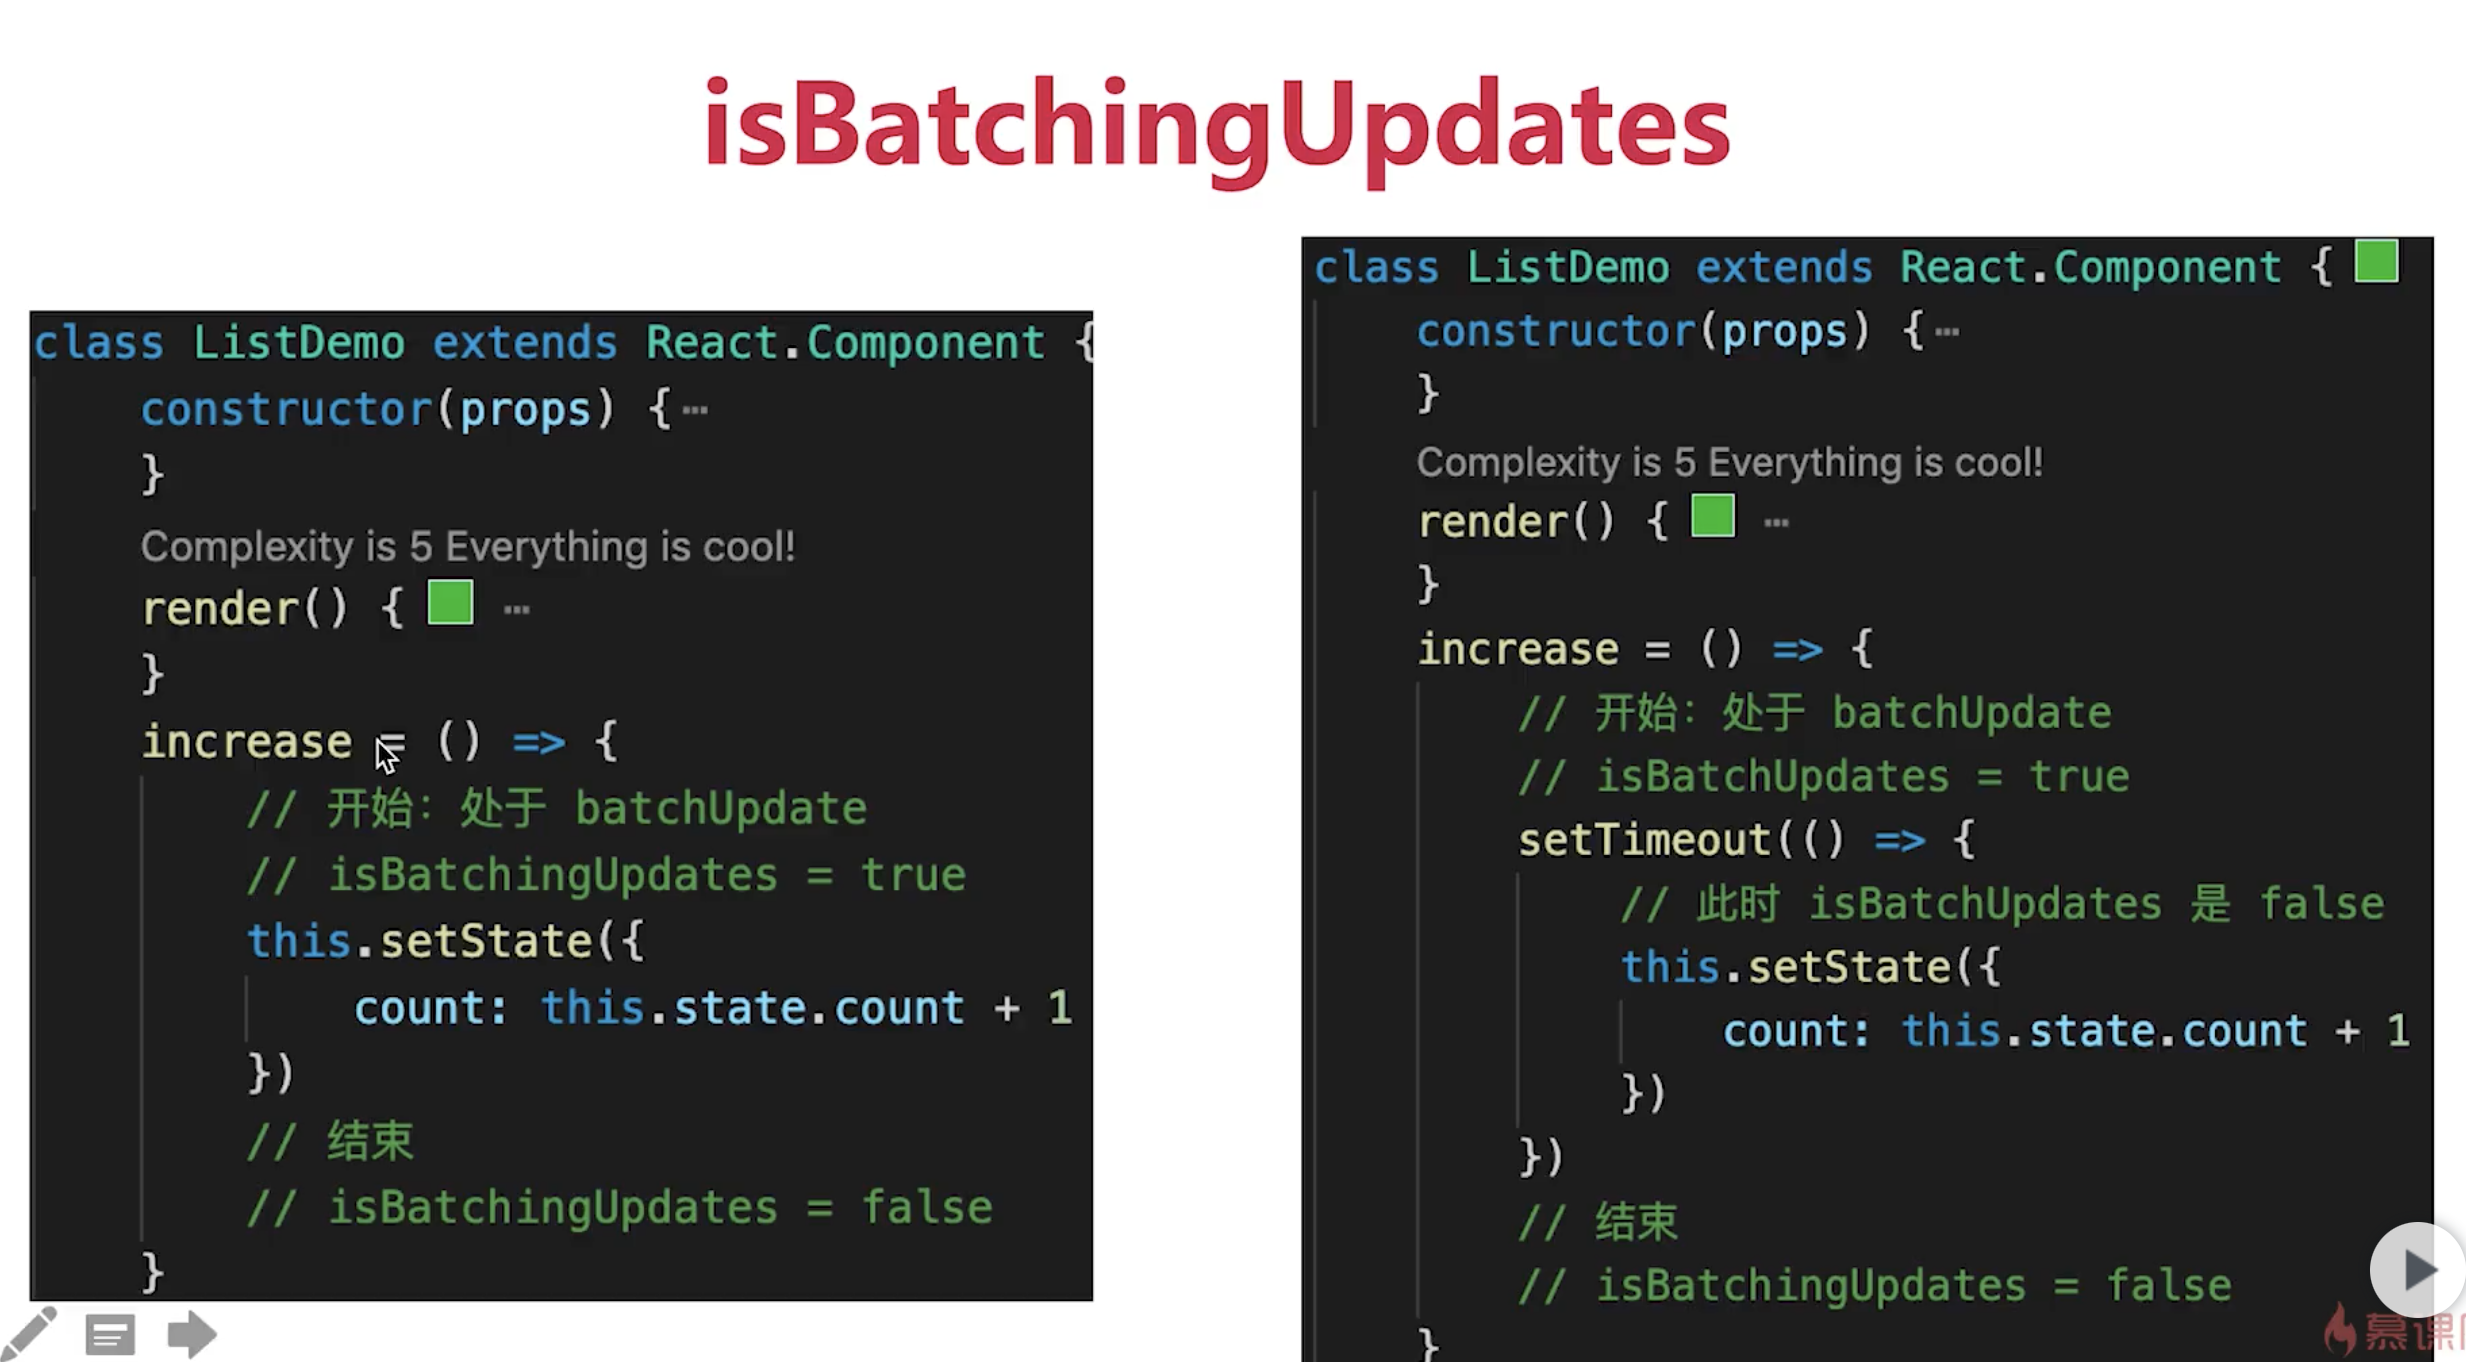 isBatchingUpdates
class ListDemo extends React.Component {
constructor(props) {…
}
Complexity is 5 Everything is cool!
render() { …
}
increase = () => {
// 开始：处于 batchUpdate
// isBatchingUpdates = true
this.setState({
count: this.state.count + 1
})
// 结束
// isBatchingUpdates = false
}
class ListDemo extends React.Component {
constructor(props) {…
}
Complexity is 5 Everything is cool!
render() { …
}
increase = () => {
// 开始：处于 batchUpdate
// isBatchUpdates = true
setTimeout(() => {
// 此时 isBatchUpdates 是 false
this.setState({
count: this.state.count + 1
})
})
// 结束
// isBatchingUpdates = false
}
慕课